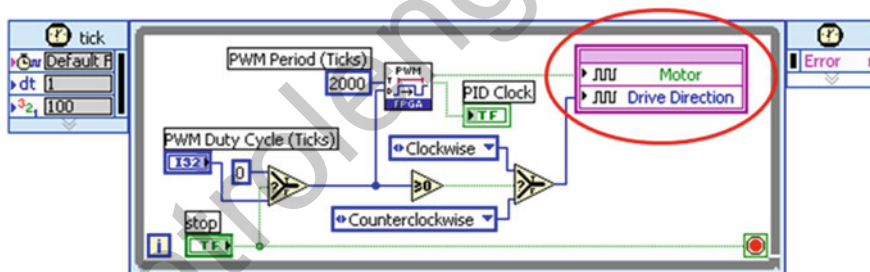 tick
Default F
dt 1
100
PWM Period (Ticks)
2000
PWM
T
D
FPGA
PID Clock
TF
Motor
Drive Direction
Error
PWM Duty Cycle (Ticks)
I32
0
?
Clockwise
≥0
?
Counterclockwise
stop
TF
i